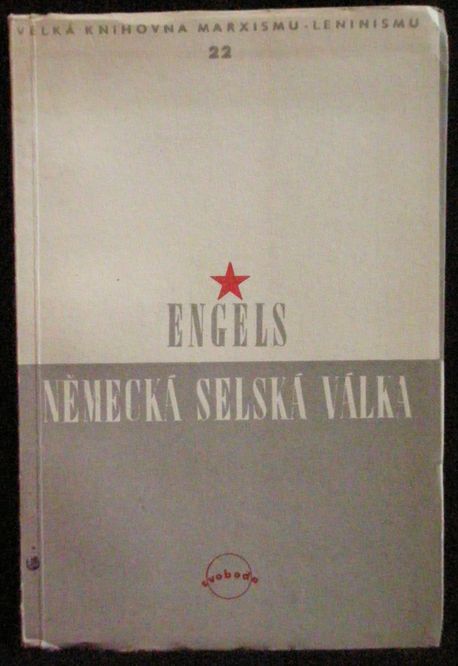 VELKÁ KNIHOVNA MARXISMU-LENINISMU
22
ENGELS
NĚMECKÁ SELSKÁ VÁLKA
svoboda